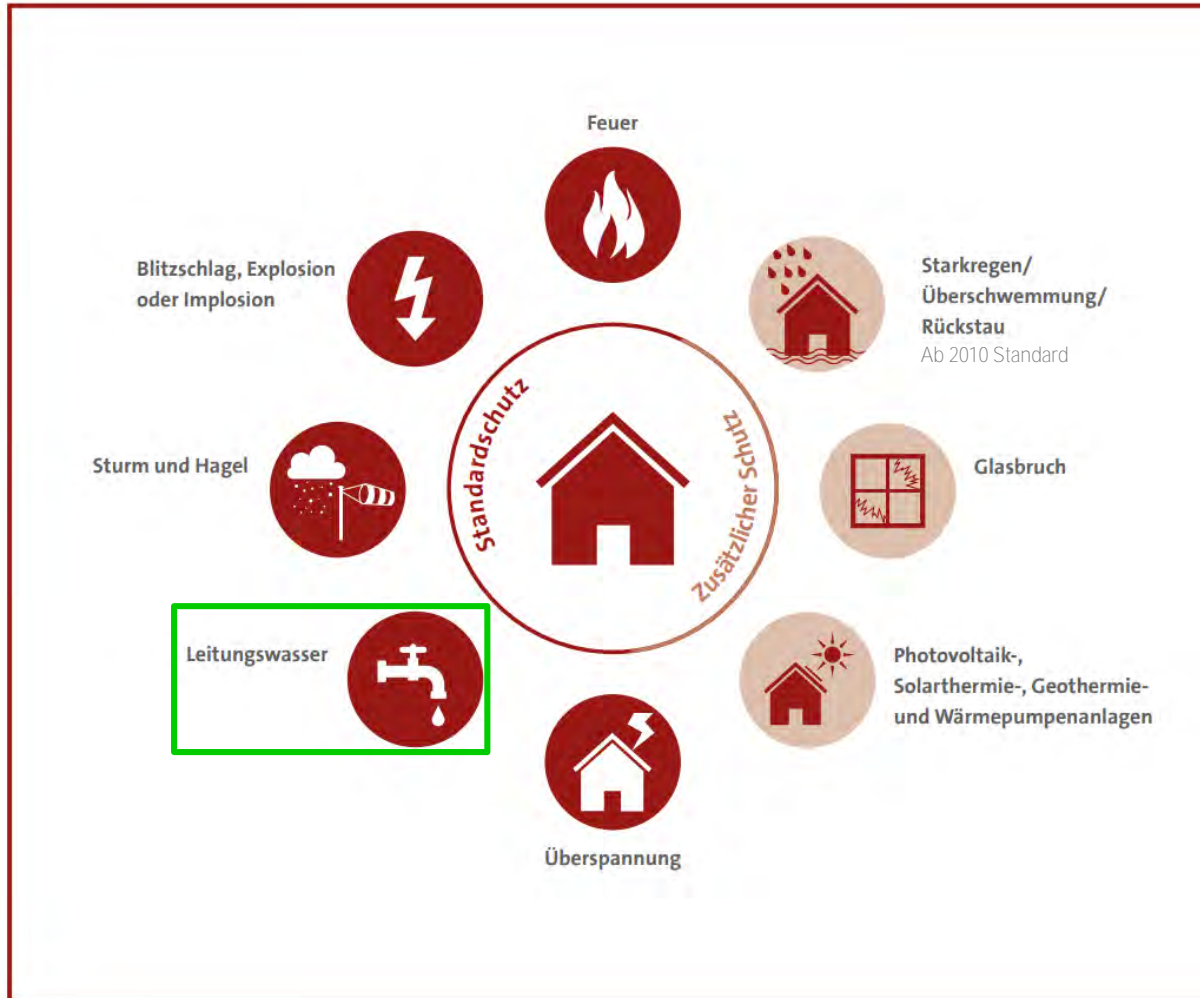 Feuer
Blitzschlag, Explosion
oder Implosion
Starkregen/
Überschwemmung/
Rückstau
Ab 2010 Standard
Standardschutz
Zusätzlicher Schutz
Sturm und Hagel
Glasbruch
Leitungswasser
Photovoltaik-,
Solarthermie-, Geothermie-
und Wärmepumpenanlagen
Überspannung